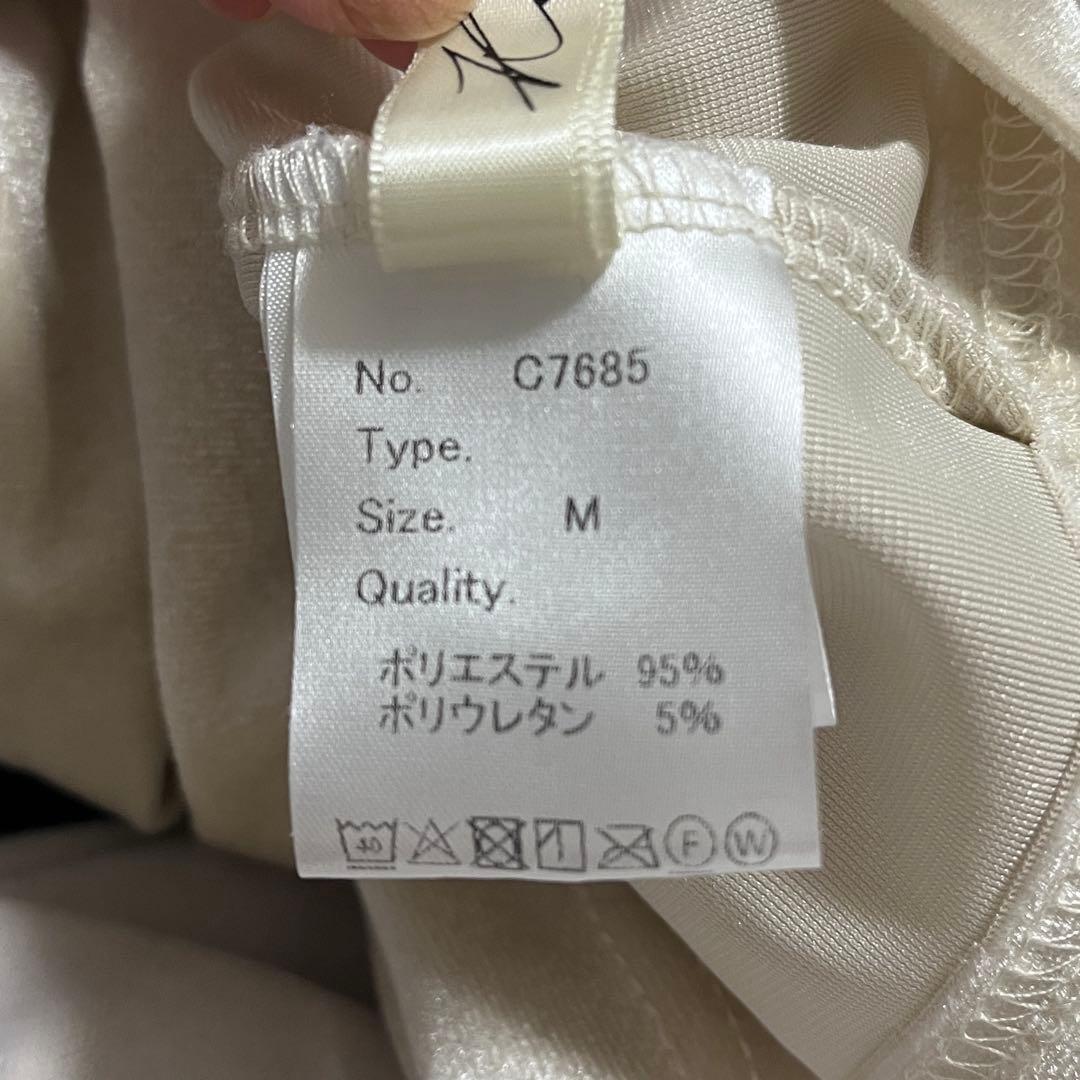 No. C7685
Type.
Size. M
Quality.
ポリエステル 95%
ポリウレタン 5%
40 F W